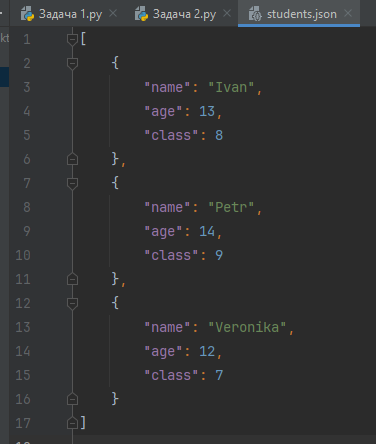 Задача 1.py Задача 2.py students.json
1 [
2 {
3 "name": "Ivan",
4 "age": 13,
5 "class": 8
6 },
7 {
8 "name": "Petr",
9 "age": 14,
10 "class": 9
11 },
12 {
13 "name": "Veronika",
14 "age": 12,
15 "class": 7
16 }
17 ]